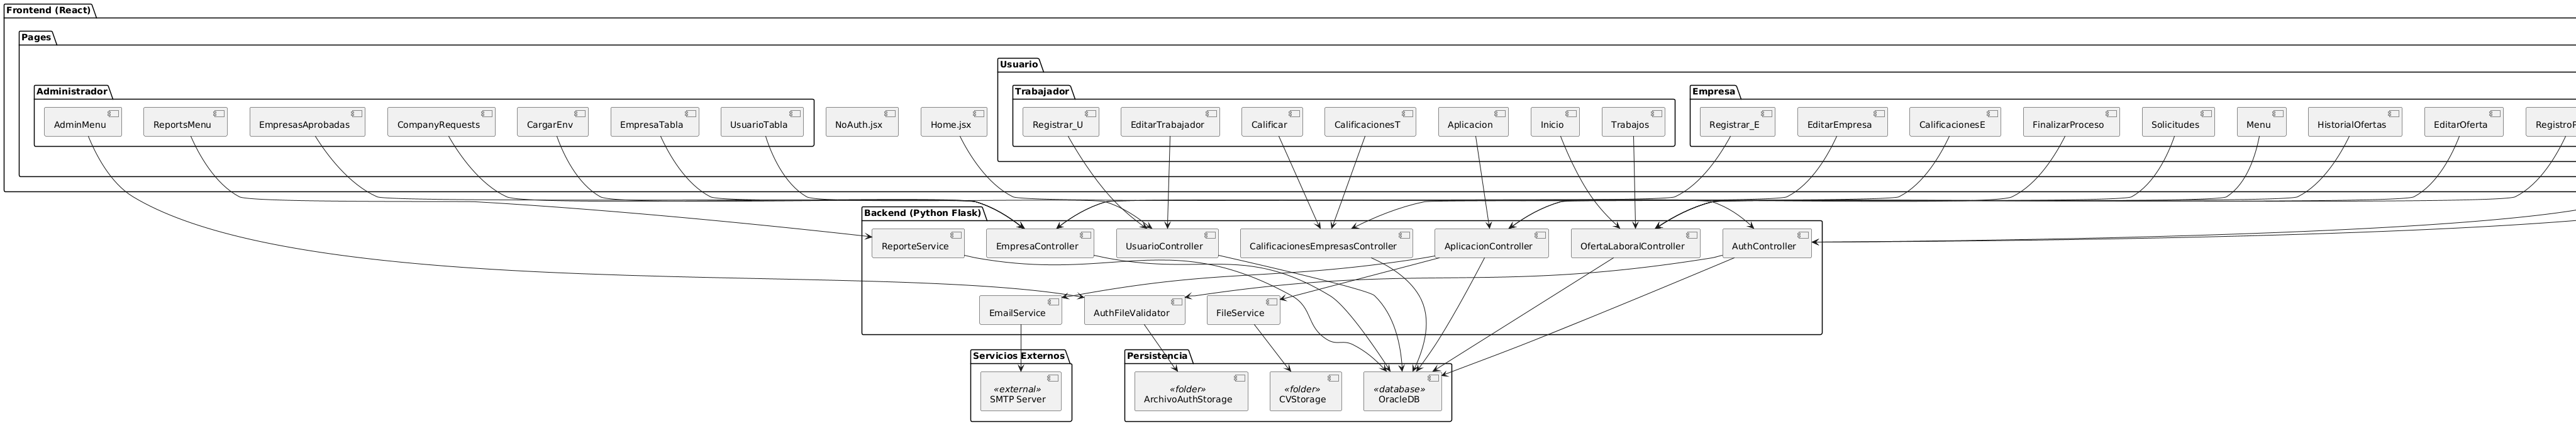 Frontend (React)
Pages
Usuario
Administrador
Trabajador
Empresa
AdminMenu
ReportsMenu
EmpresasAprobadas
CompanyRequests
CargarEnv
EmpresaTabla
UsuarioTabla
NoAuth.jsx
Home.jsx
Registrar_U
EditarTrabajador
Calificar
CalificacionesT
Aplicacion
Inicio
Trabajos
Registrar_E
EditarEmpresa
CalificacionesE
FinalizarProceso
Solicitudes
Menu
HistorialOfertas
EditarOferta
Backend (Python Flask)
ReporteService
EmpresaController
UsuarioController
CalificacionesEmpresasController
AplicacionController
OfertaLaboralController
AuthController
EmailService
AuthFileValidator
FileService
Servicios Externos
Persistencia
«external»
SMTP Server
«folder»
ArchivoAuthStorage
«folder»
CVStorage
«database»
OracleDB